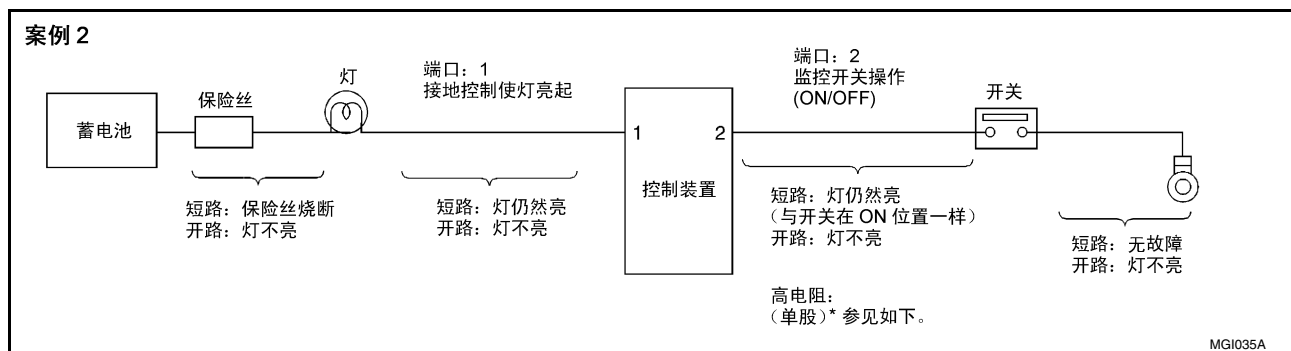 案例 2
蓄电池
保险丝
灯
端口：1
接地控制使灯亮起
端口：2
监控开关操作
(ON/OFF)
开关
1
2
控制装置
短路：保险丝烧断
开路：灯不亮
短路：灯仍然亮
开路：灯不亮
短路：灯仍然亮
（与开关在 ON 位置一样）
开路：灯不亮
短路：无故障
开路：灯不亮
高电阻：
（单股）* 参见如下。
MGI035A